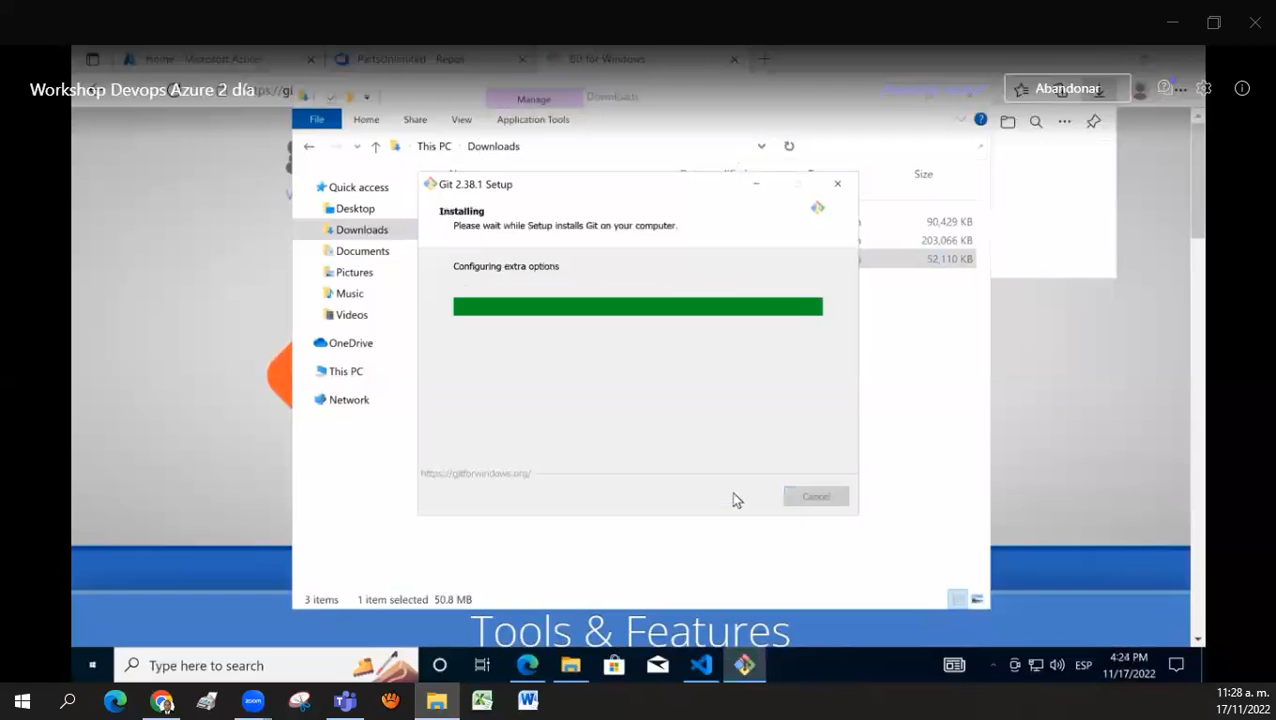 Home - Microsoft Azure
PartsUnlimited - Repos
Git for Windows
Workshop Devops Azure 2 día
Abandonar
Manage
Downloads
File
Home
Share
View
Application Tools
This PC
Downloads
Size
Quick access
Desktop
Downloads
Documents
Pictures
Music
Videos
OneDrive
This PC
Network
90,429 KB
203,066 KB
52,110 KB
Git 2.38.1 Setup
Installing
Please wait while Setup installs Git on your computer.
Configuring extra options
https://gitforwindows.org/
Cancel
3 items
1 item selected 50.8 MB
Tools & Features
Type here to search
ESP
4:24 PM
11/17/2022
11:28 a. m.
17/11/2022